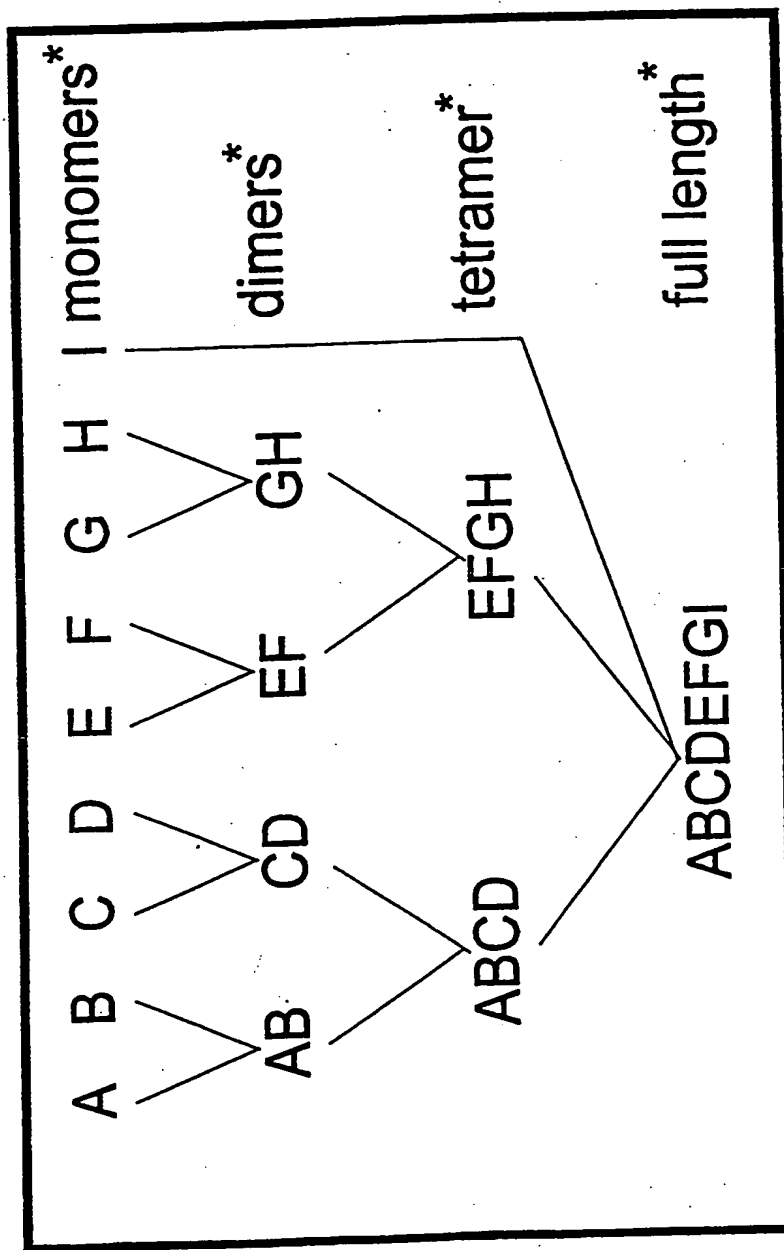 A B C D E F G H I monomers*
AB CD EF GH dimers*
ABCD EFGH tetramer*
ABCDEFGI full length*